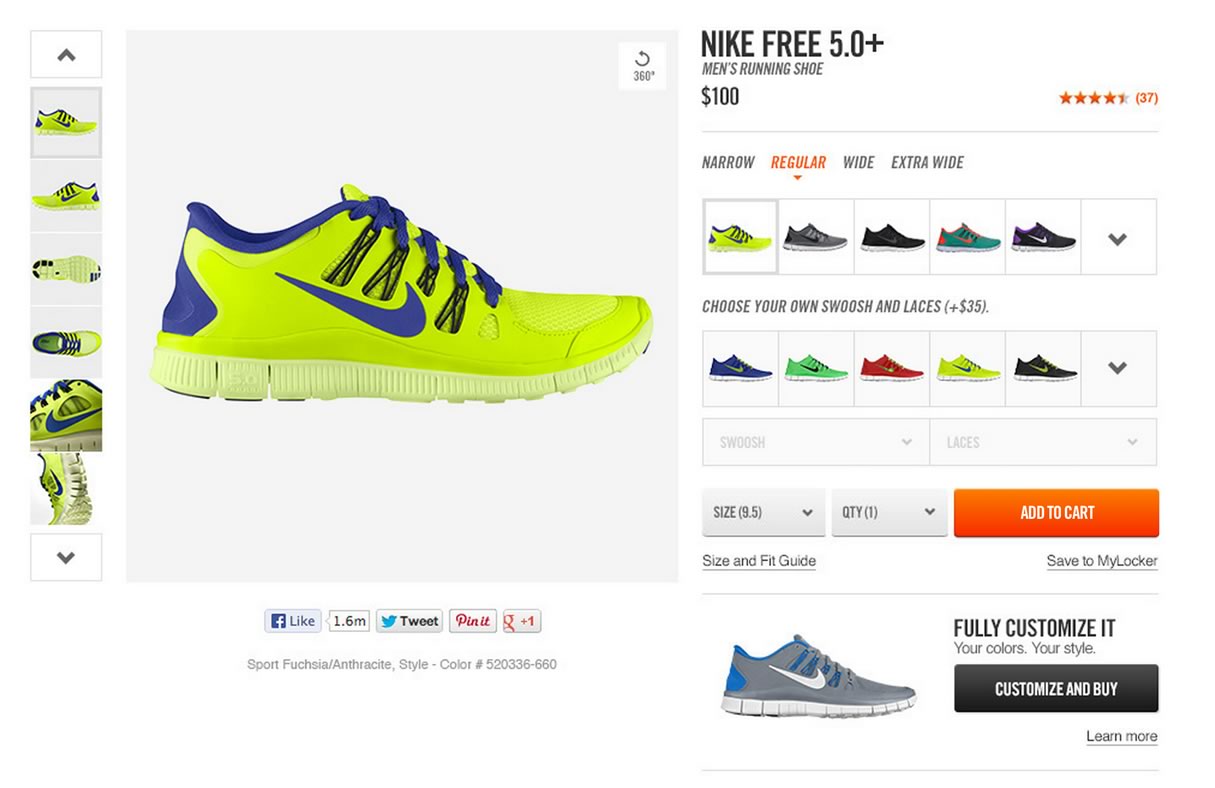 360°
NIKE FREE 5.0+
MEN'S RUNNING SHOE
$100
(37)
NARROW REGULAR WIDE EXTRA WIDE
CHOOSE YOUR OWN SWOOSH AND LACES (+$35).
SWOOSH LACES
SIZE (9.5) QTY (1) ADD TO CART
Size and Fit Guide Save to MyLocker
Like 1.6m Tweet Pin it g +1
Sport Fuchsia/Anthracite, Style - Color # 520336-660
FULLY CUSTOMIZE IT
Your colors. Your style.
CUSTOMIZE AND BUY
Learn more